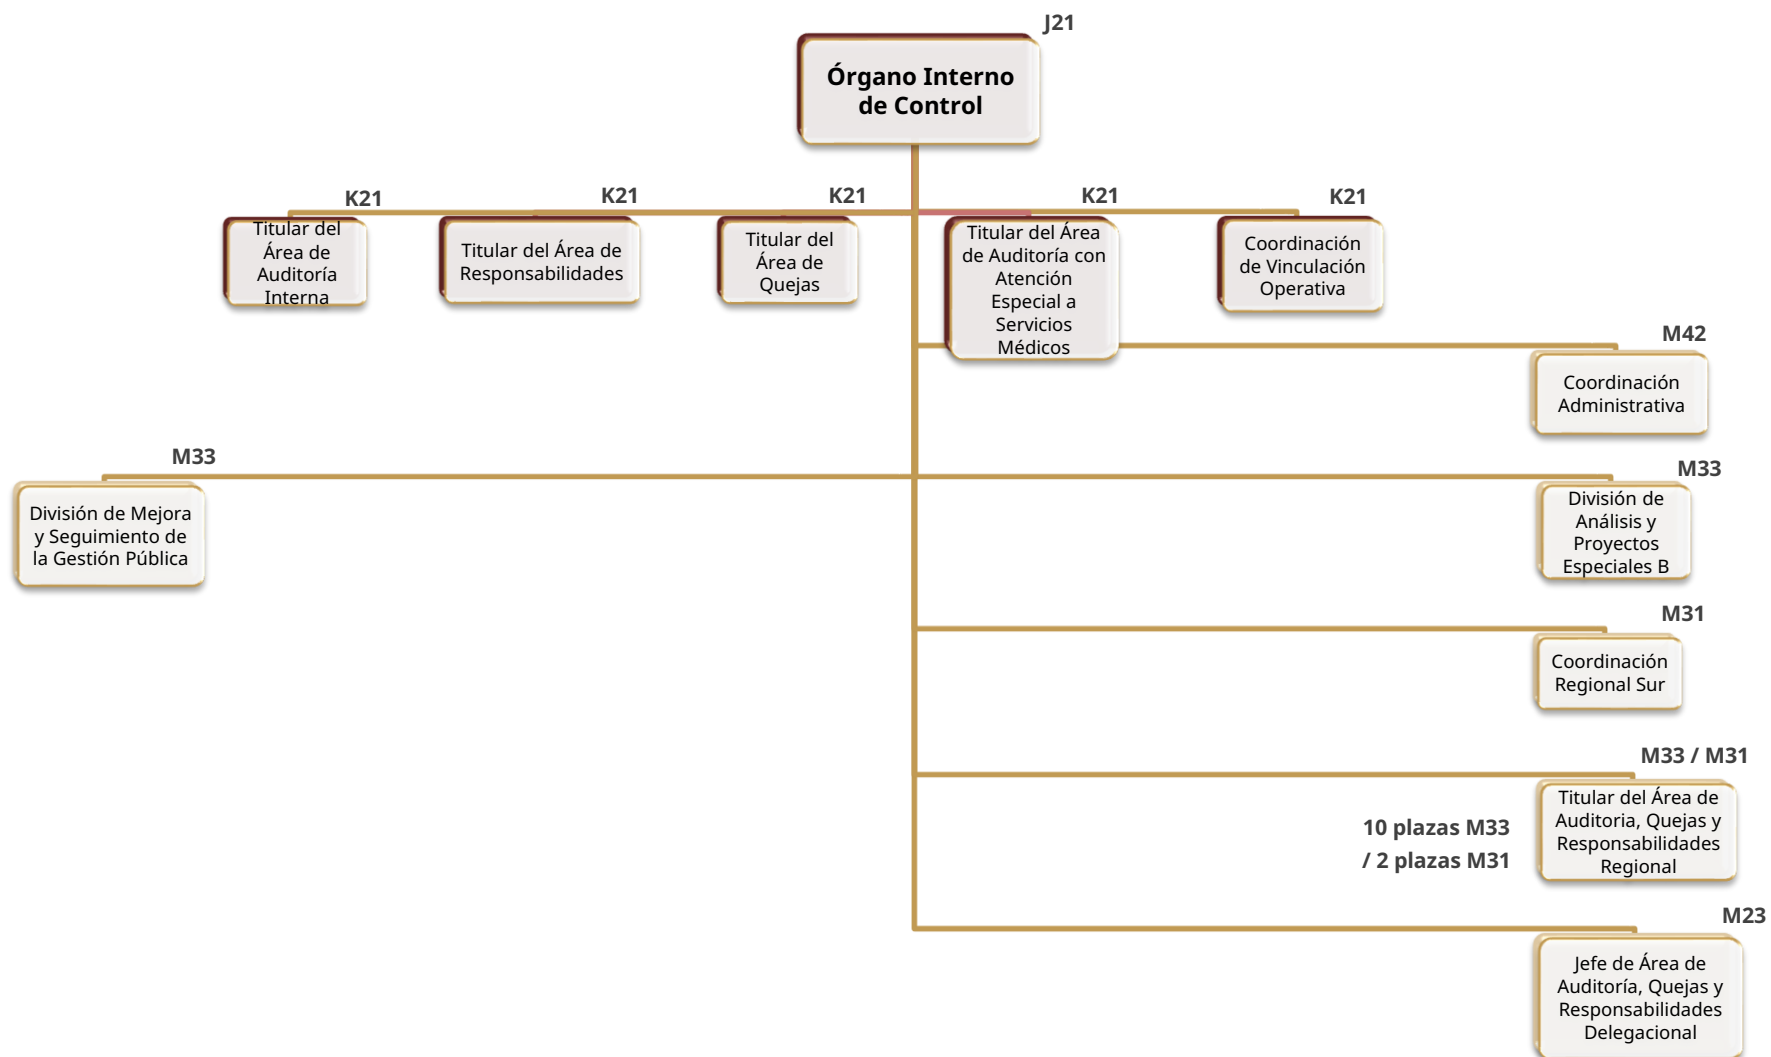 J21
Órgano Interno
de Control
K21
K21
K21
K21
K21
Titular del
Área de
Auditoría
Interna
Titular del Área de
Responsabilidades
Titular del
Área de
Quejas
Titular del Área
de Auditoría con
Atención
Especial a
Servicios
Médicos
Coordinación
de Vinculación
Operativa
M42
Coordinación
Administrativa
M33
División de Mejora
y Seguimiento de
la Gestión Pública
M33
División de
Análisis y
Proyectos
Especiales B
M31
Coordinación
Regional Sur
M33 / M31
10 plazas M33
/ 2 plazas M31
Titular del Área de
Auditoria, Quejas y
Responsabilidades
Regional
M23
Jefe de Área de
Auditoría, Quejas y
Responsabilidades
Delegacional